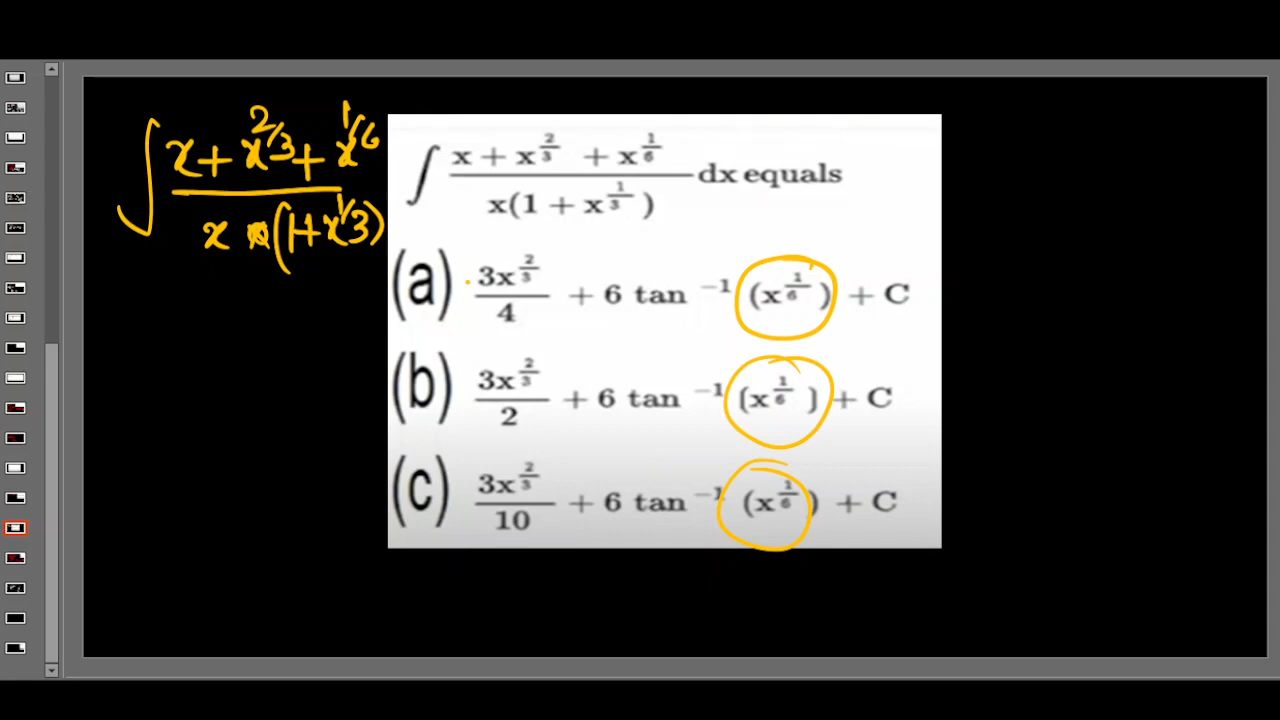 ∫ (x + x^(2/3) + x^(1/6)) / (x (1 + x^(1/3)))
∫ (x + x^(2/3) + x^(1/6)) / (x(1 + x^(1/3))) dx equals
(a) 3x^(2/3)/4 + 6 tan⁻¹ (x^(1/6)) + C
(b) 3x^(2/3)/2 + 6 tan⁻¹ (x^(1/6)) + C
(c) 3x^(2/3)/10 + 6 tan⁻¹ (x^(1/6)) + C